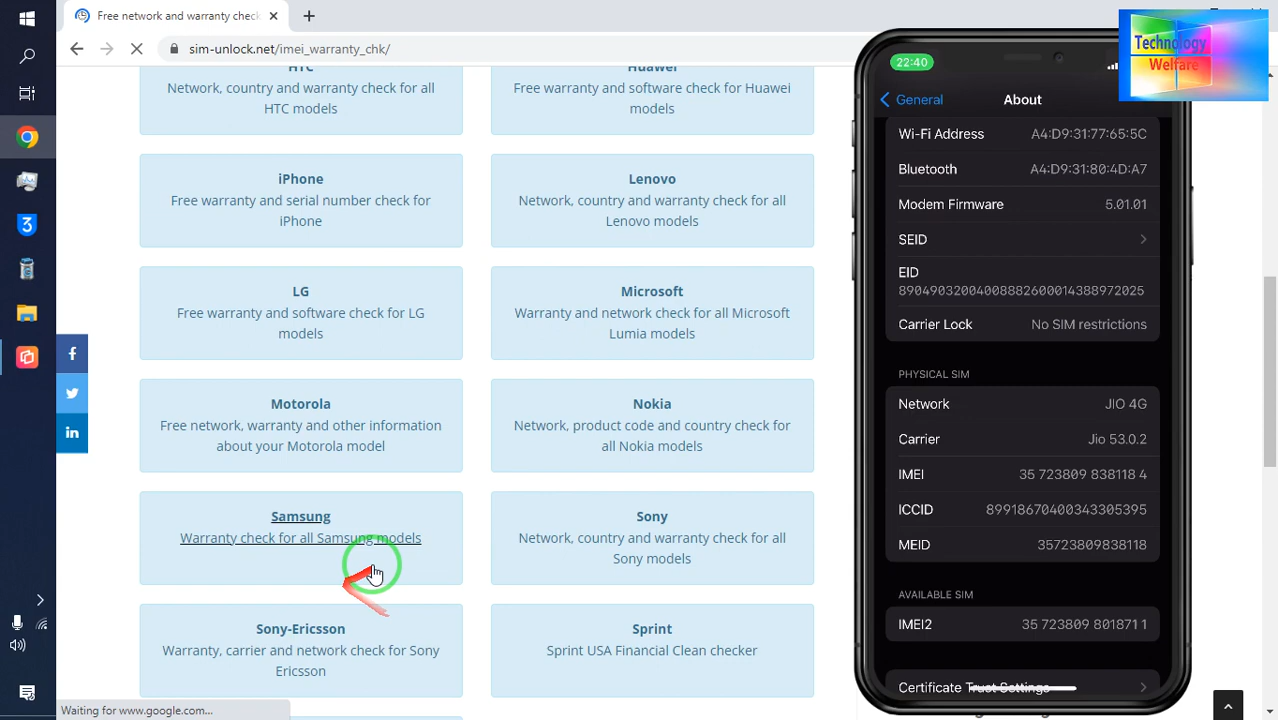 Free network and warranty check
sim-unlock.net/imei_warranty_chk/
HTC
Network, country and warranty check for all
HTC models
Huawei
Free warranty and software check for Huawei
models
iPhone
Free warranty and serial number check for
iPhone
Lenovo
Network, country and warranty check for all
Lenovo models
LG
Free warranty and software check for LG
models
Microsoft
Warranty and network check for all Microsoft
Lumia models
Motorola
Free network, warranty and other information
about your Motorola model
Nokia
Network, product code and country check for
all Nokia models
Samsung
Warranty check for all Samsung models
Sony
Network, country and warranty check for all
Sony models
Sony-Ericsson
Warranty, carrier and network check for Sony
Ericsson
Sprint
Sprint USA Financial Clean checker
Waiting for www.google.com...
Technology
Welfare
22:40
General
About
Wi-Fi Address A4:D9:31:77:65:5C
Bluetooth A4:D9:31:80:4D:A7
Modem Firmware 5.01.01
SEID
EID
89049032004008882600014388972025
Carrier Lock No SIM restrictions
PHYSICAL SIM
Network JIO 4G
Carrier Jio 53.0.2
IMEI 35 723809 838118 4
ICCID 89918670400343305395
MEID 35723809838118
AVAILABLE SIM
IMEI2 35 723809 801871 1
Certificate Trust Settings